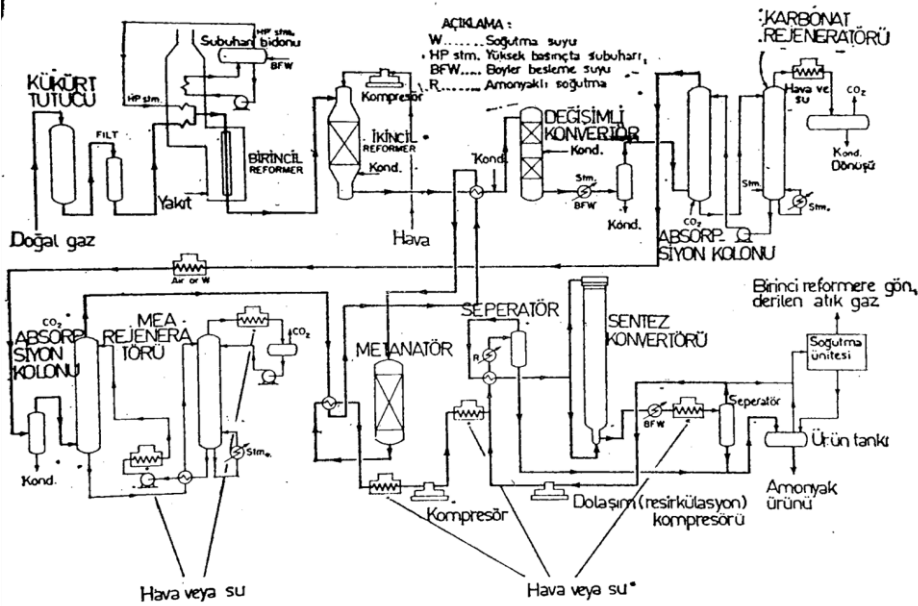 AÇIKLAMA :
W....... Soğutma suyu
HP stm. Yüksek basınçta subuharı,
BFW.... Boyler besleme suyu
R....... Amonyaklı soğutma
HP stm.
Subuharı bidonu
BFW
HP stm.
KÜKÜRT
TUTUCU
FILT
BİRİNCİL
REFORMER
Yakıt
Doğal gaz
Kompresör
İKİNCİL
REFORMER
Kond.
Hava
Kond.
DEĞİŞİMLİ
KONVERTÖR
Kond.
Stm.
BFW
Kond.
KARBONAT
REJENERATÖRÜ
Hava ve
su
CO₂
Kond.
Dönüşü
Stm.
Stm.
CO₂
ABSORP-
SİYON KOLONU
Air or W
CO₂
ABSORP-
SİYON
KOLONU
Kond.
MEA
REJENERA
TÖRÜ
CO₂
Stm.
Hava veya su
METANATÖR
Kompresör
SEPERATÖR
R
SENTEZ
KONVERTÖRÜ
BFW
Seperatör
Dolaşım (resirkülasyon)
kompresörü
Hava veya su
Birinci reformere gön,
derilen atık gaz
Soğutma
ünitesi
Ürün tankı
Amonyak
ürünü